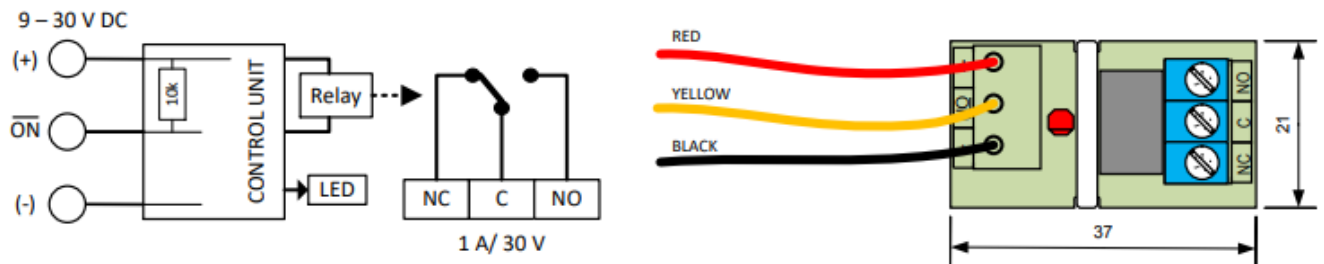 9 – 30 V DC
(+)
10k
ON
(-)
CONTROL UNIT
Relay
LED
NC C NO
1 A/ 30 V
RED
YELLOW
BLACK
NO
C
NC
21
37